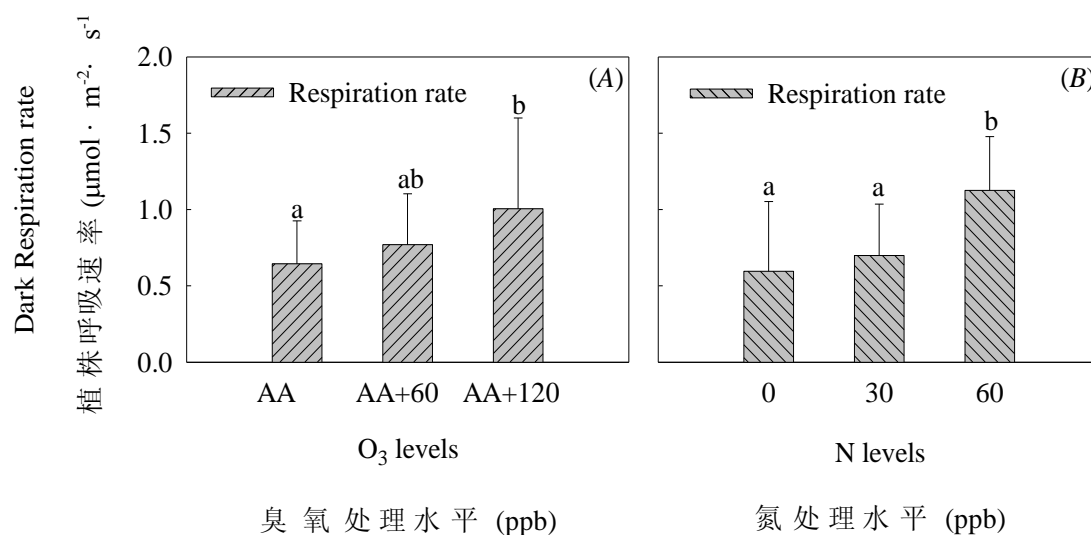 Dark Respiration rate
植株呼吸速率 (μmol · m⁻²· s⁻¹
2.0
1.5
1.0
0.5
0.0
Respiration rate
(A)
a
ab
b
AA
AA+60
AA+120
O₃ levels
臭氧处理水平 (ppb)
Respiration rate
(B)
a
a
b
0
30
60
N levels
氮处理水平 (ppb)